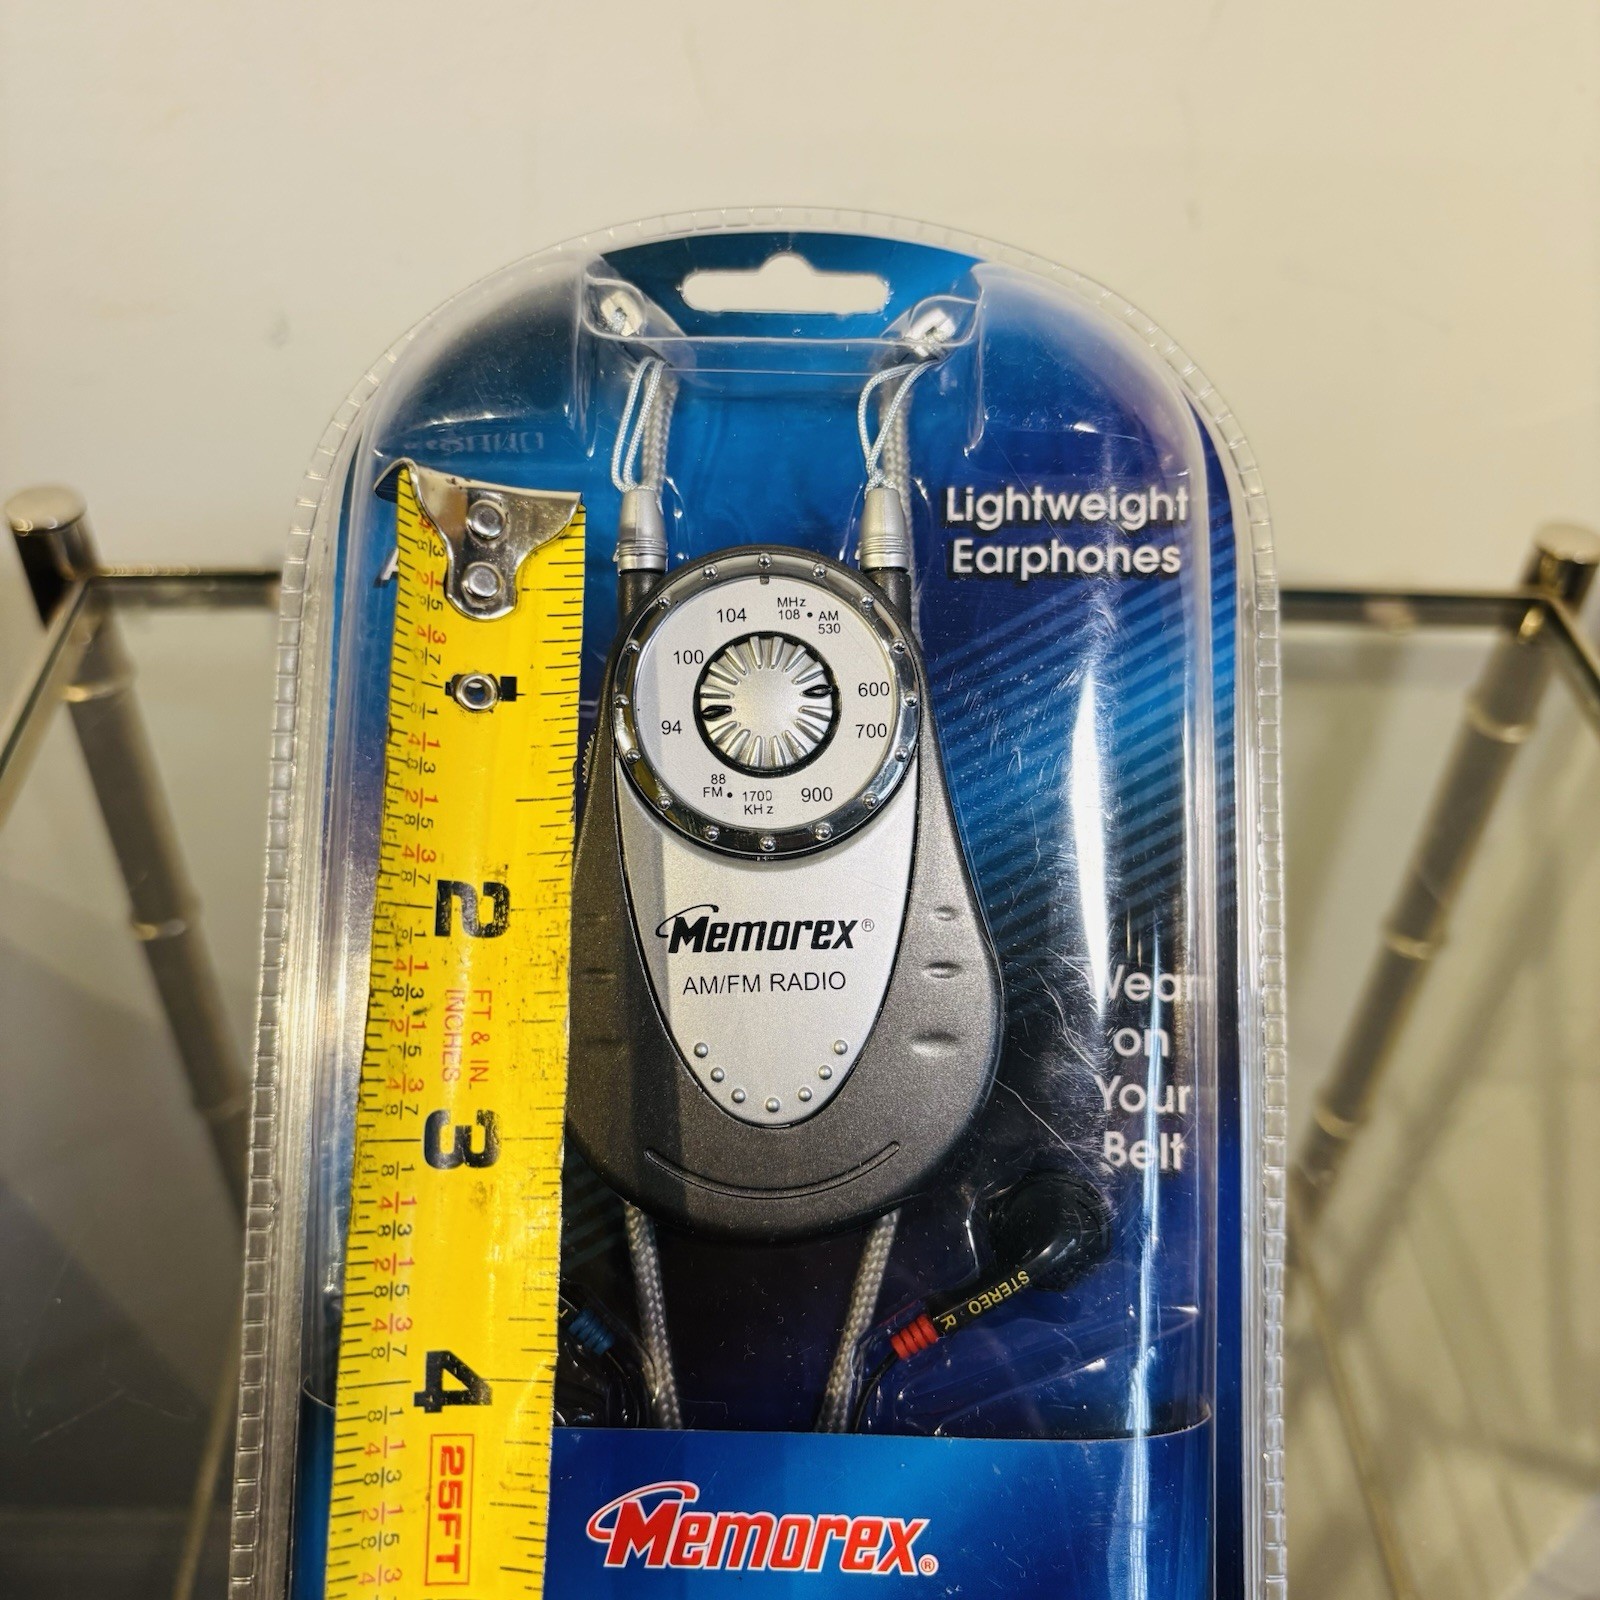 Lightweight
Earphones
104
MHz
108 • AM
530
100
600
94
700
88
FM •
1700
KHz
900
Memorex®
AM/FM RADIO
on
Your
Belt
STEREO R
Memorex®
1
2
FT & IN
INCHES
3
4
25FT